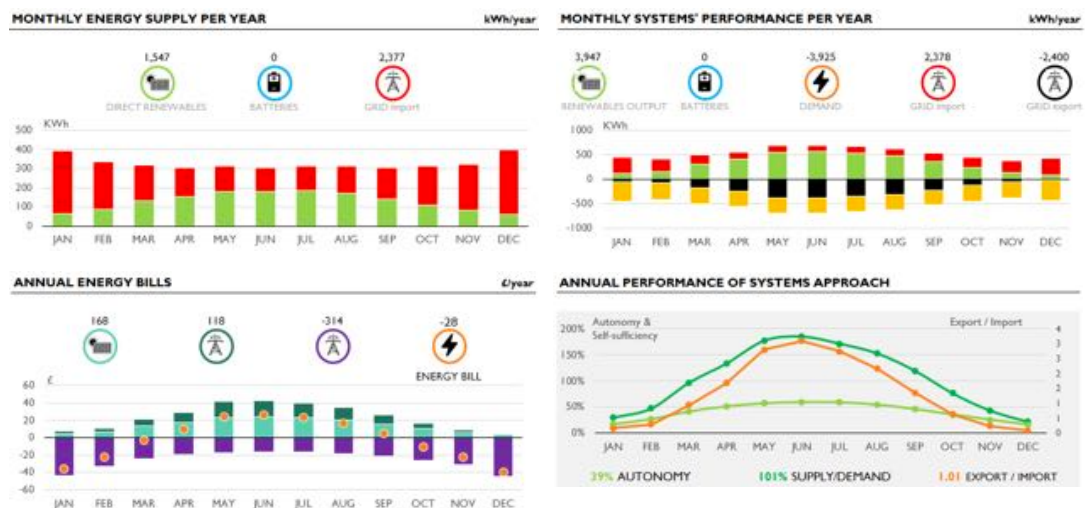 MONTHLY ENERGY SUPPLY PER YEAR kWh/year
1,547 0 2,377
DIRECT RENEWABLES BATTERIES GRID import
KWh
500
400
300
200
100
0
JAN FEB MAR APR MAY JUN JUL AUG SEP OCT NOV DEC
MONTHLY SYSTEMS' PERFORMANCE PER YEAR kWh/year
3,947 0 -3,925 2,378 -2,400
RENEWABLES OUTPUT BATTERIES DEMAND GRID import GRID export
KWh
1000
500
0
-500
-1000
JAN FEB MAR APR MAY JUN JUL AUG SEP OCT NOV DEC
ANNUAL ENERGY BILLS £/year
168 118 -314 -28
ENERGY BILL
£
60
40
20
0
-20
-40
-60
JAN FEB MAR APR MAY JUN JUL AUG SEP OCT NOV DEC
ANNUAL PERFORMANCE OF SYSTEMS APPROACH
Autonomy & Export / Import
Self-sufficiency
200% 4
3
150% 3
2
100% 2
1
50% 1
0
0% 0
JAN FEB MAR APR MAY JUN JUL AUG SEP OCT NOV DEC
39% AUTONOMY 101% SUPPLY/DEMAND 1.01 EXPORT / IMPORT